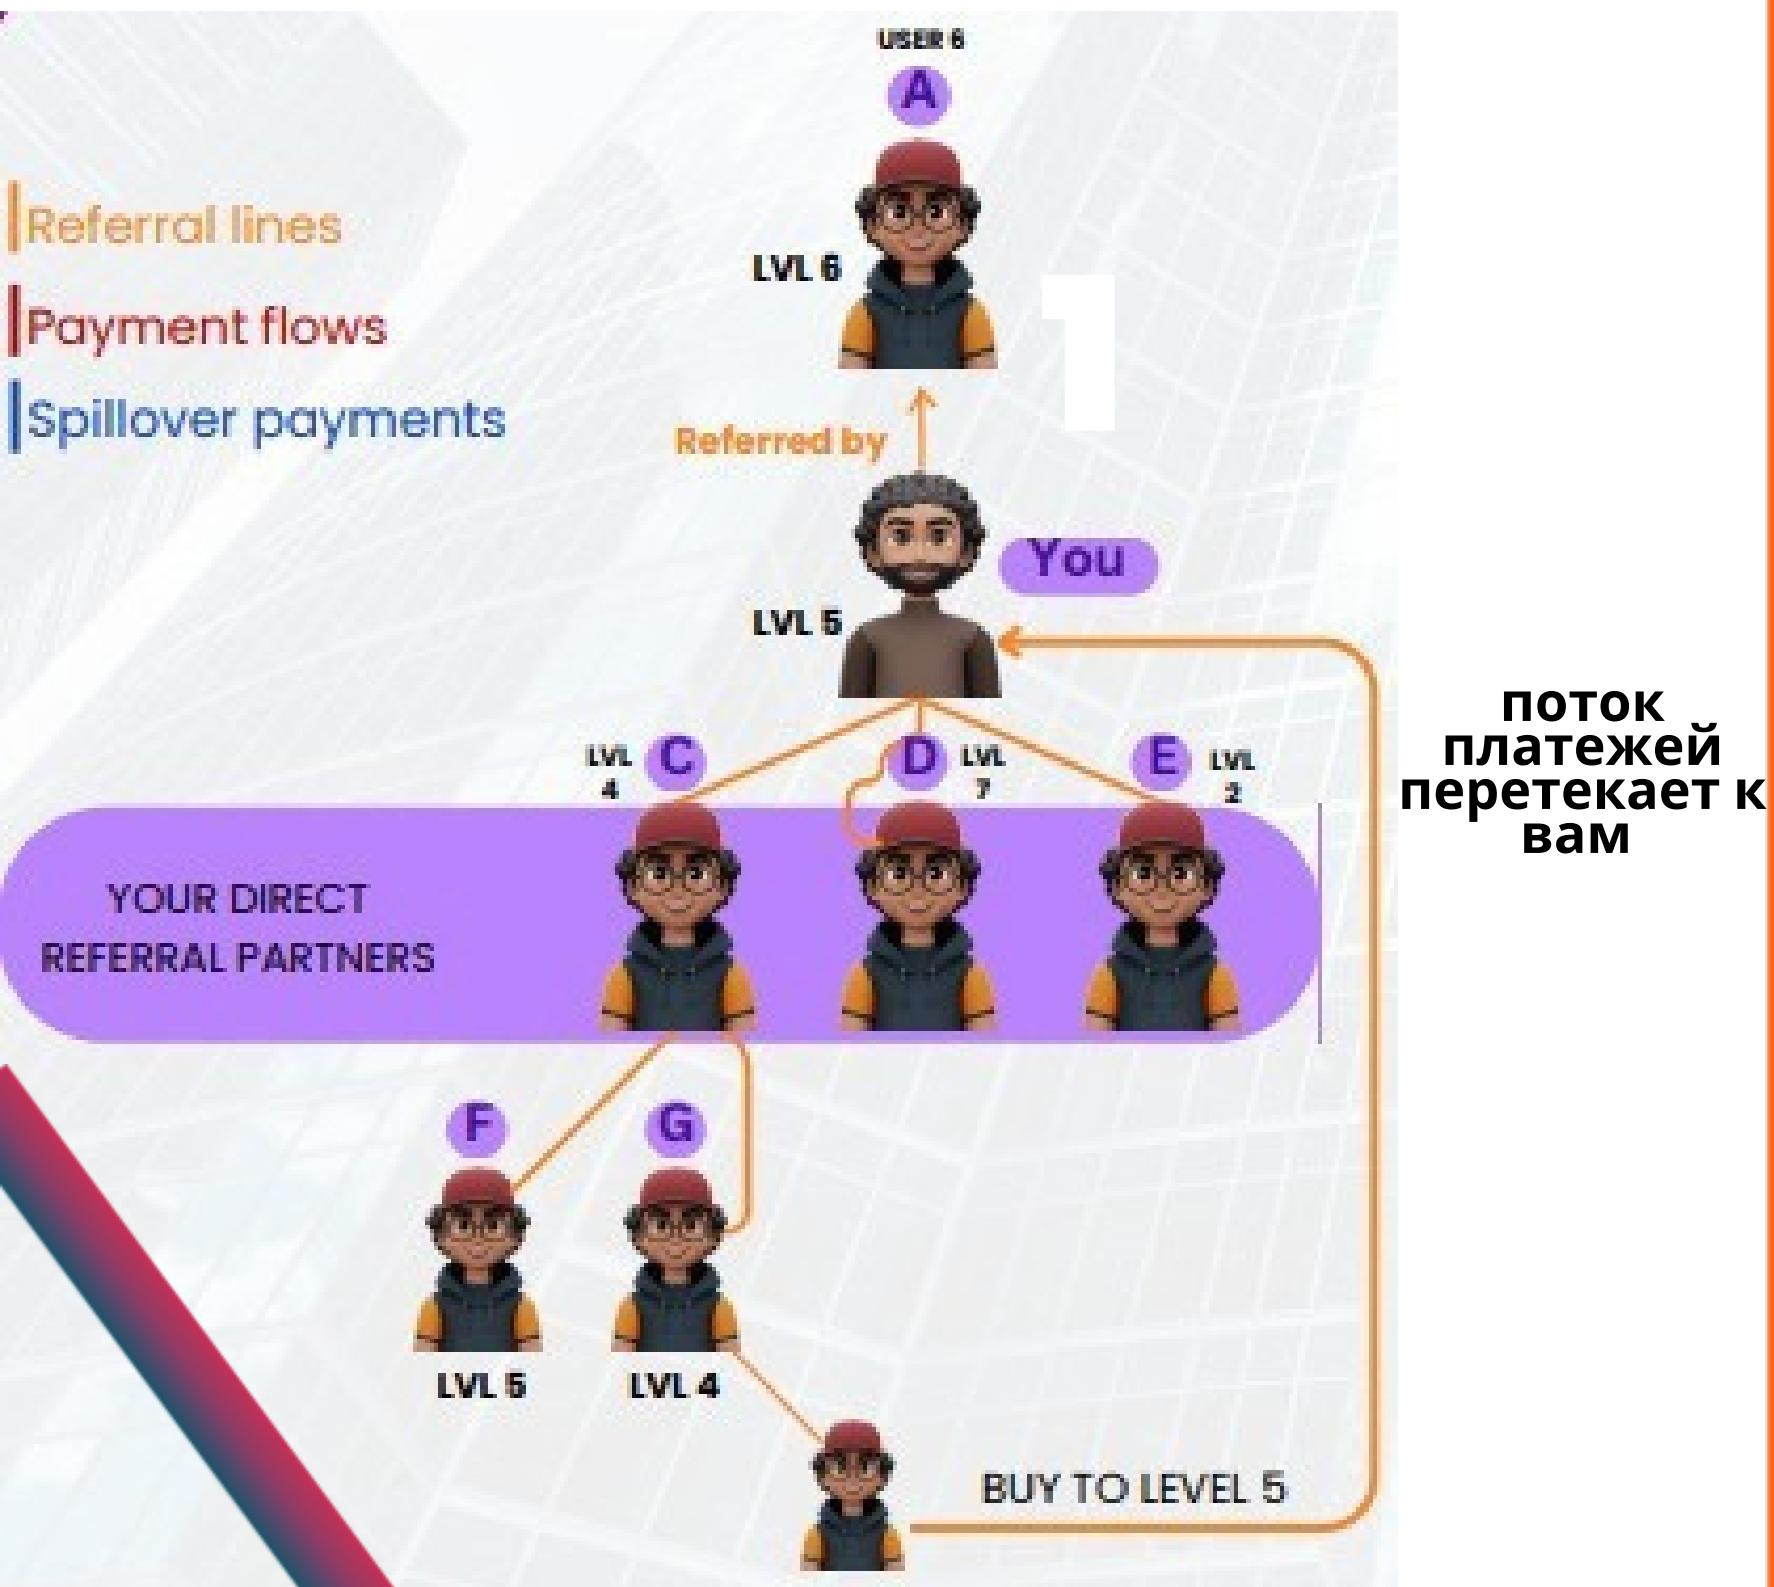 USER 6
A
Referral lines
LVL 6
1
Payment flows
Spillover payments
Referred by
You
LVL 5
поток
платежей
перетекает к
вам
LVL
4
C
D
LVL
7
E
LVL
2
YOUR DIRECT
REFERRAL PARTNERS
F
G
LVL 5
LVL 4
BUY TO LEVEL 5